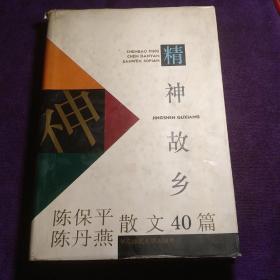 CHENBAO PING
CHEN DANYAN
SANWEN SIPIAN
精
神
JINGSHEN GUXIANG
故
乡
神
陈保平
陈丹燕
散文40篇